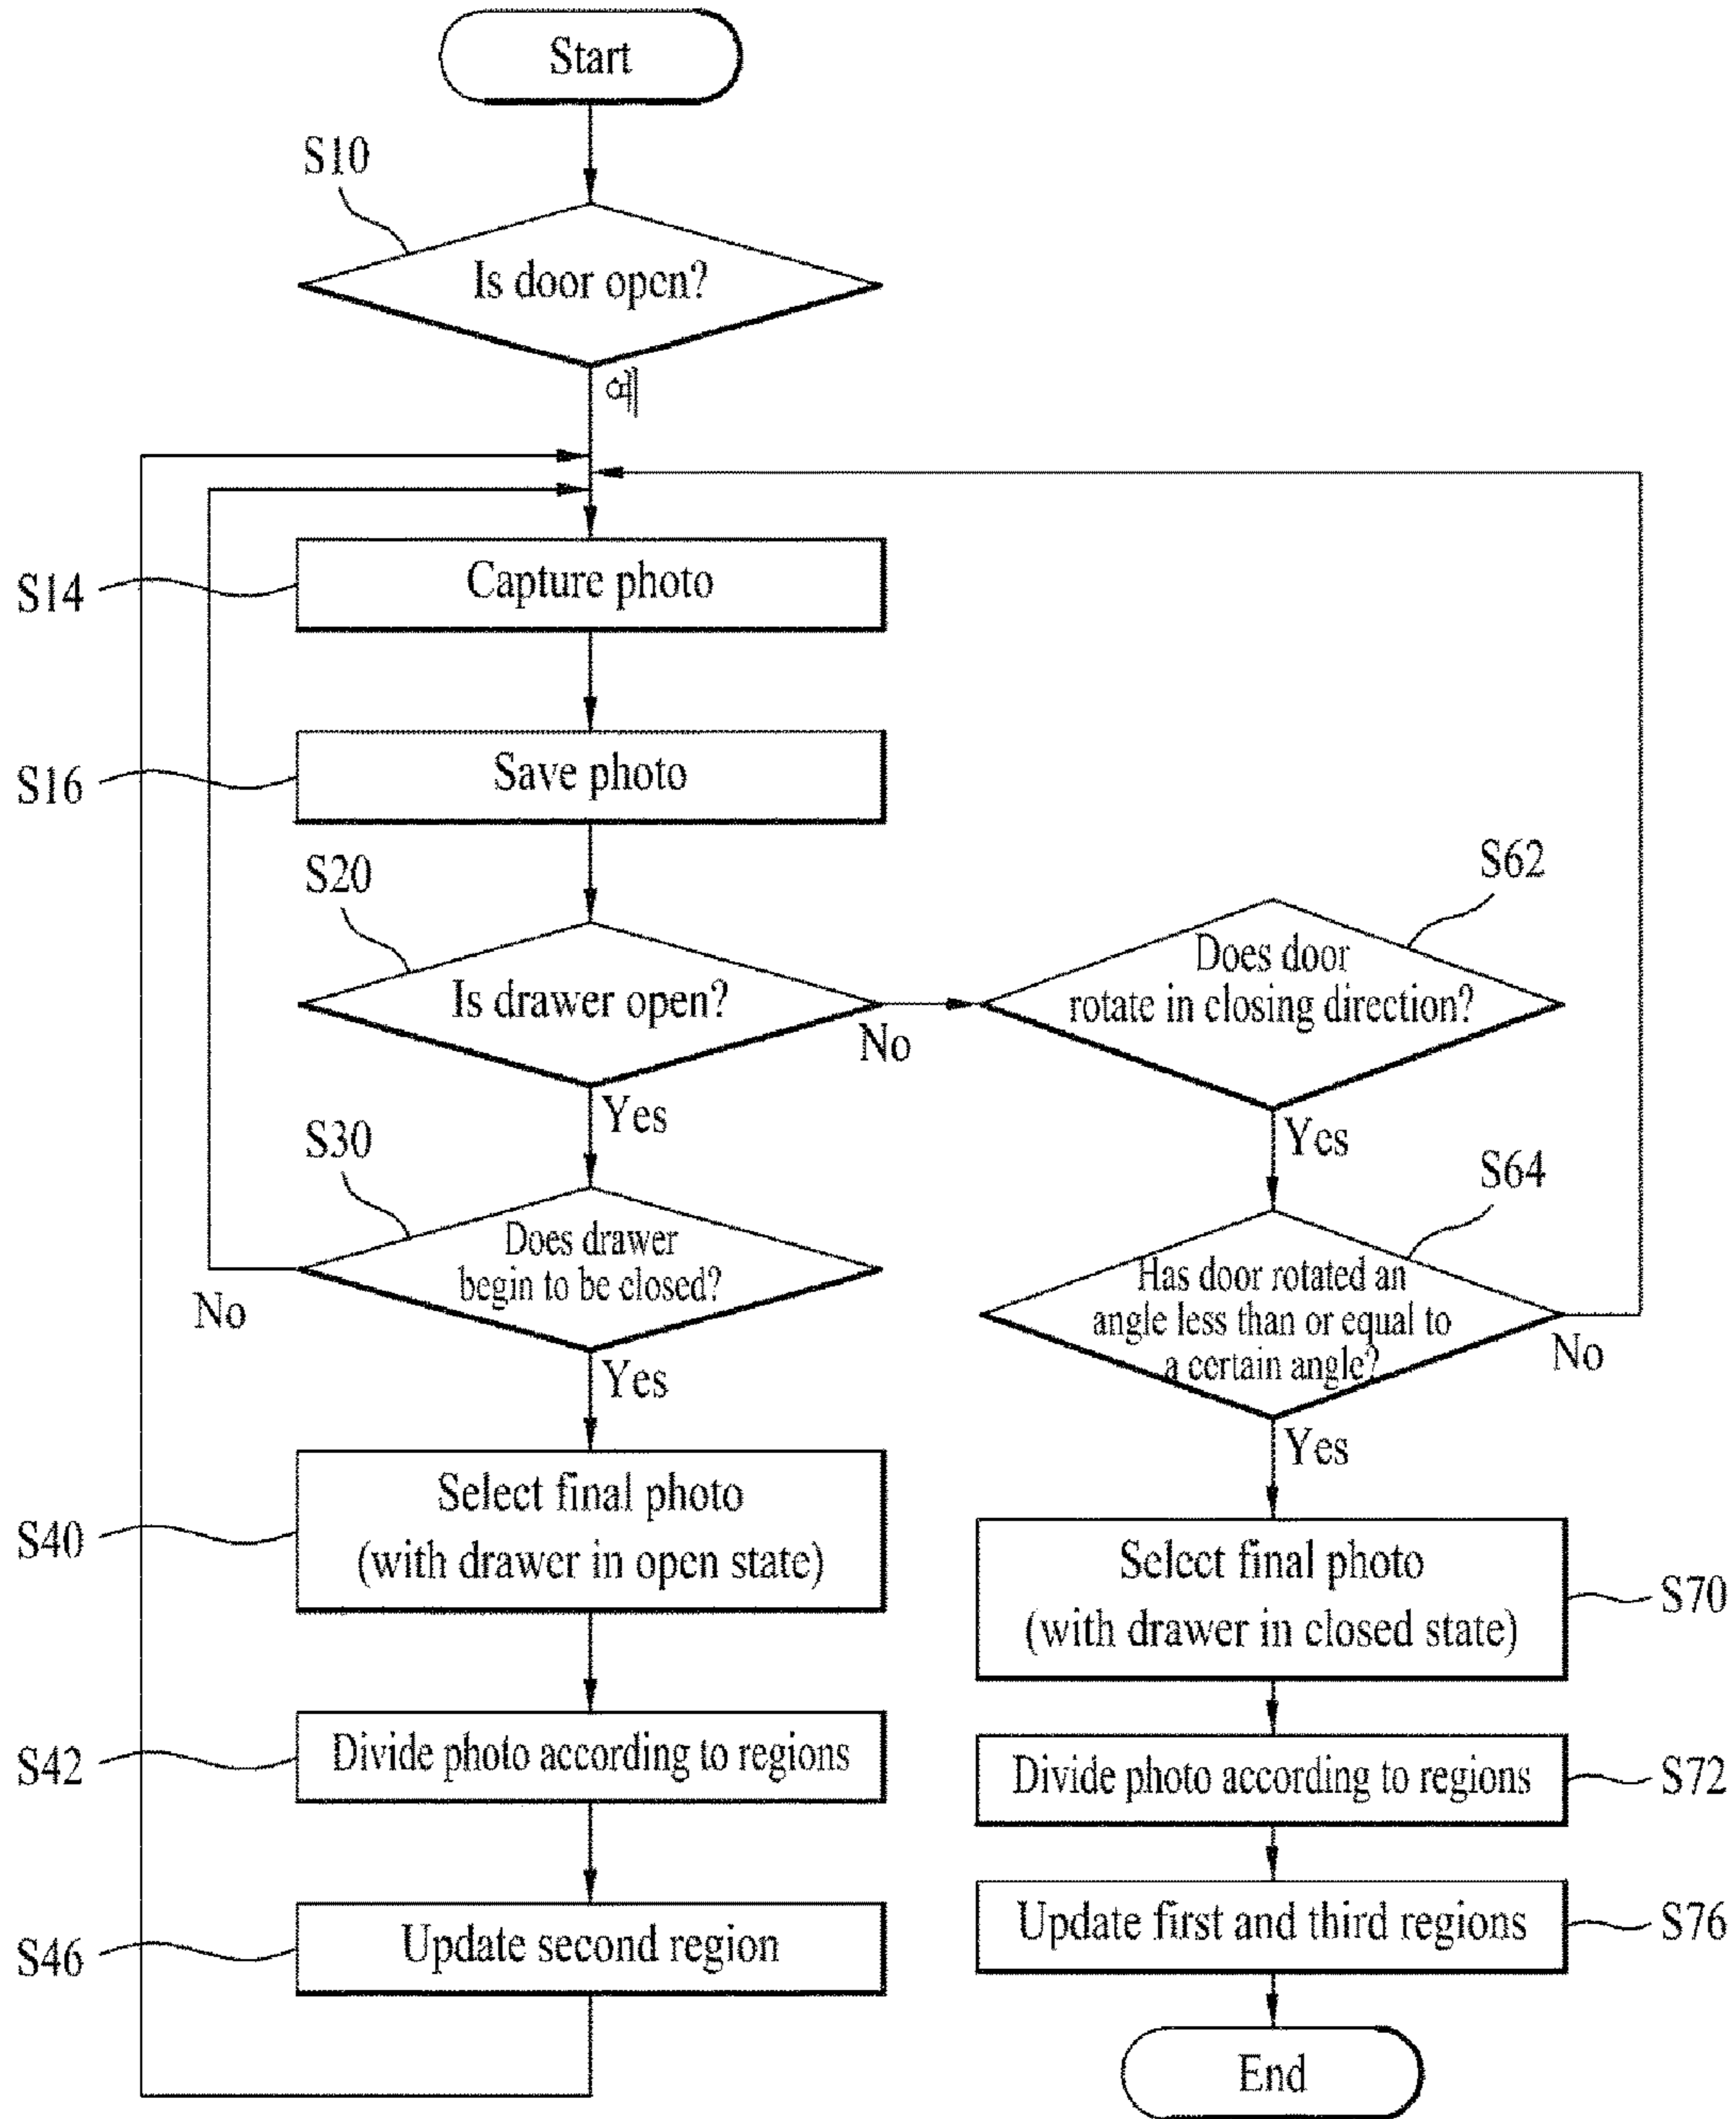 Start
S10
Is door open?
예
S14
Capture photo
S16
Save photo
S20
Is drawer open?
No
Yes
S62
Does door
rotate in closing direction?
Yes
S30
Does drawer
begin to be closed?
No
Yes
S64
Has door rotated an
angle less than or equal to
a certain angle?
No
Yes
S40
Select final photo
(with drawer in open state)
S70
Select final photo
(with drawer in closed state)
S42
Divide photo according to regions
S72
Divide photo according to regions
S46
Update second region
S76
Update first and third regions
End